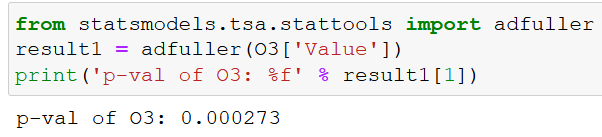 from statsmodels.tsa.stattools import adfuller
result1 = adfuller(O3['Value'])
print('p-val of O3: %f' % result1[1])
p-val of O3: 0.000273